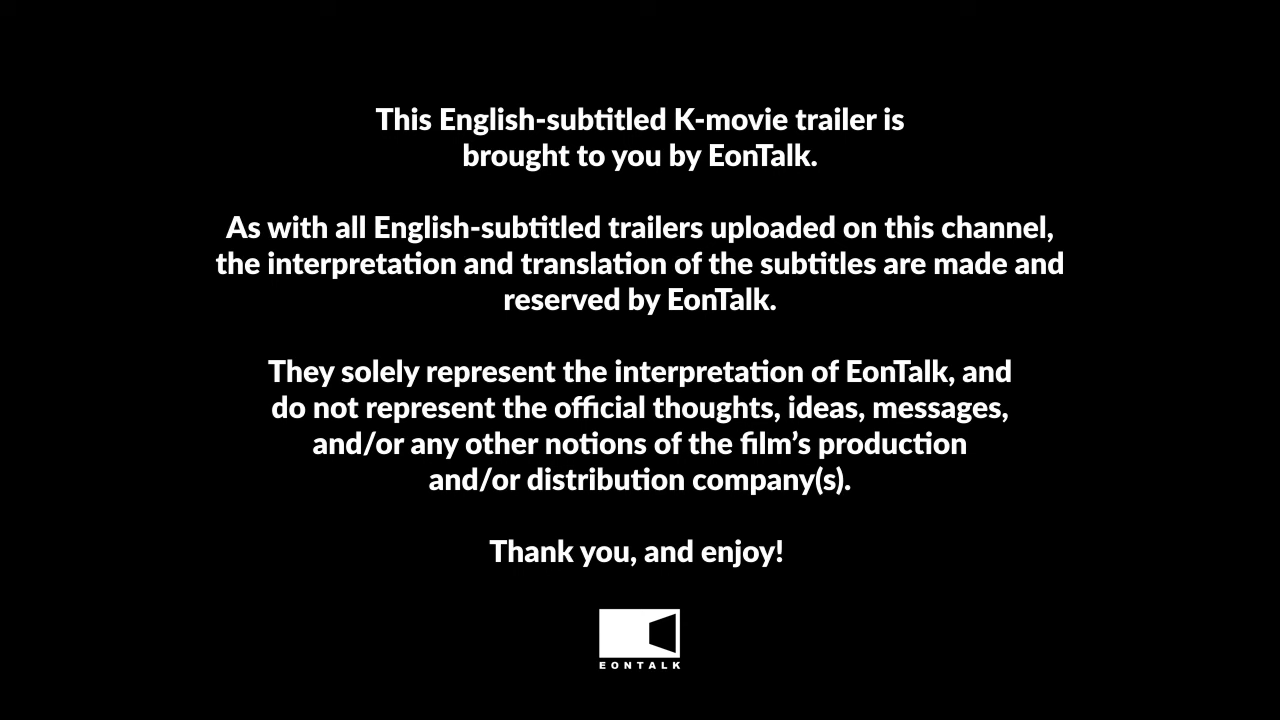 This English-subtitled K-movie trailer is
brought to you by EonTalk.
As with all English-subtitled trailers uploaded on this channel,
the interpretation and translation of the subtitles are made and
reserved by EonTalk.
They solely represent the interpretation of EonTalk, and
do not represent the official thoughts, ideas, messages,
and/or any other notions of the film’s production
and/or distribution company(s).
Thank you, and enjoy!
EONTALK